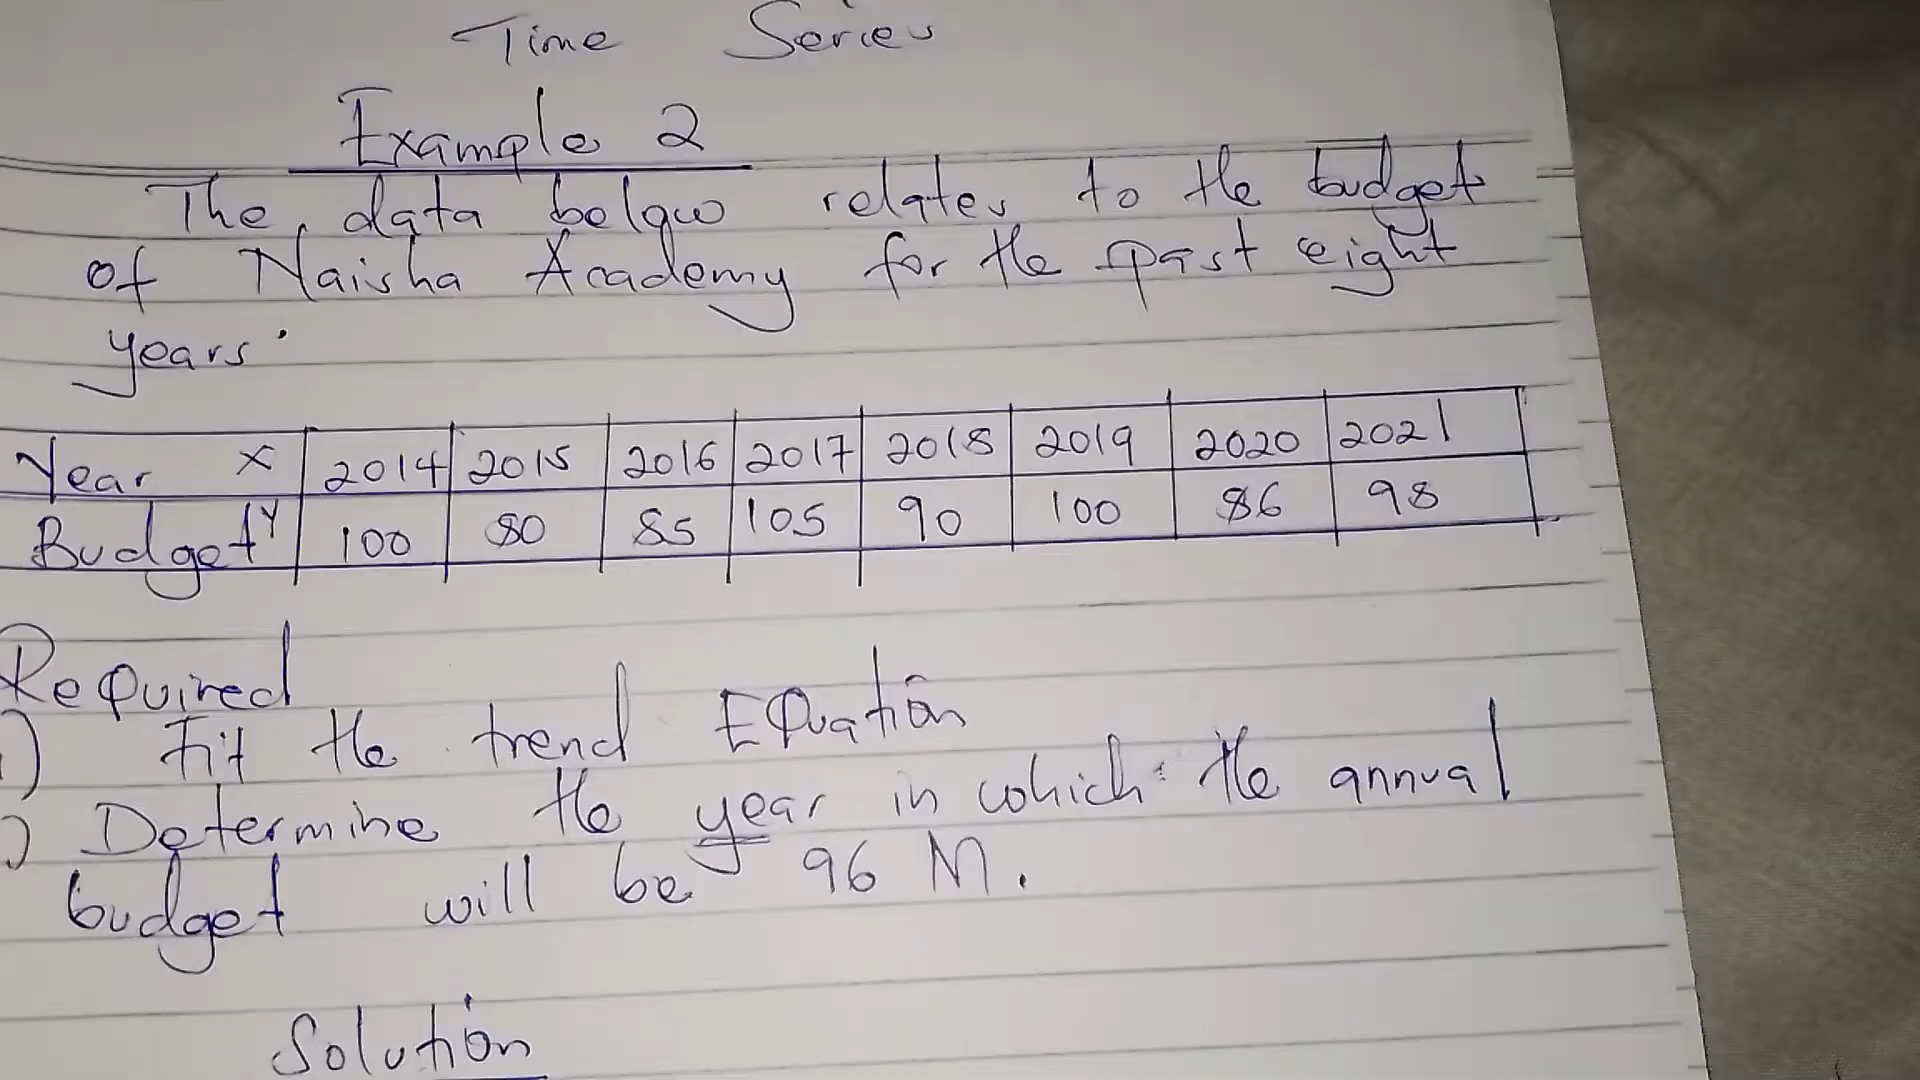 Time Series
Example 2
The data below relates to the budget
of Naisha Academy for the past eight
years.
Year X 2014 2015 2016 2017 2018 2019 2020 2021
Budget Y 100 80 85 105 90 100 86 98
Required
) Fit the trend Equation
) Determine the year in which the annual
budget will be 96 M.
Solution